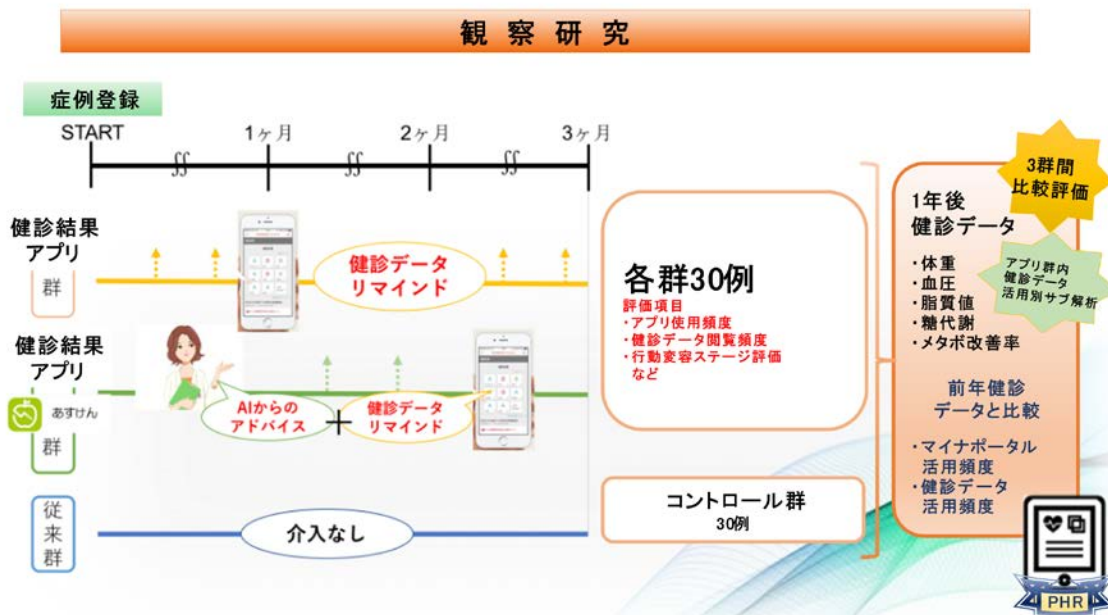 観察研究
症例登録
START
1ヶ月
2ヶ月
3ヶ月
健診結果
アプリ
群
健診データ
リマインド
健診結果
アプリ
あすけん
群
AIからの
アドバイス
+
健診データ
リマインド
従来群
介入なし
各群30例
評価項目
・アプリ使用頻度
・健診データ閲覧頻度
・行動変容ステージ評価
など
コントロール群
30例
3群間
比較評価
1年後
健診データ
・体重
・血圧
・脂質値
・糖代謝
・メタボ改善率
アプリ群内
健診データ
活用別サブ解析
前年健診
データと比較
・マイナポータル
活用頻度
・健診データ
活用頻度
PHR